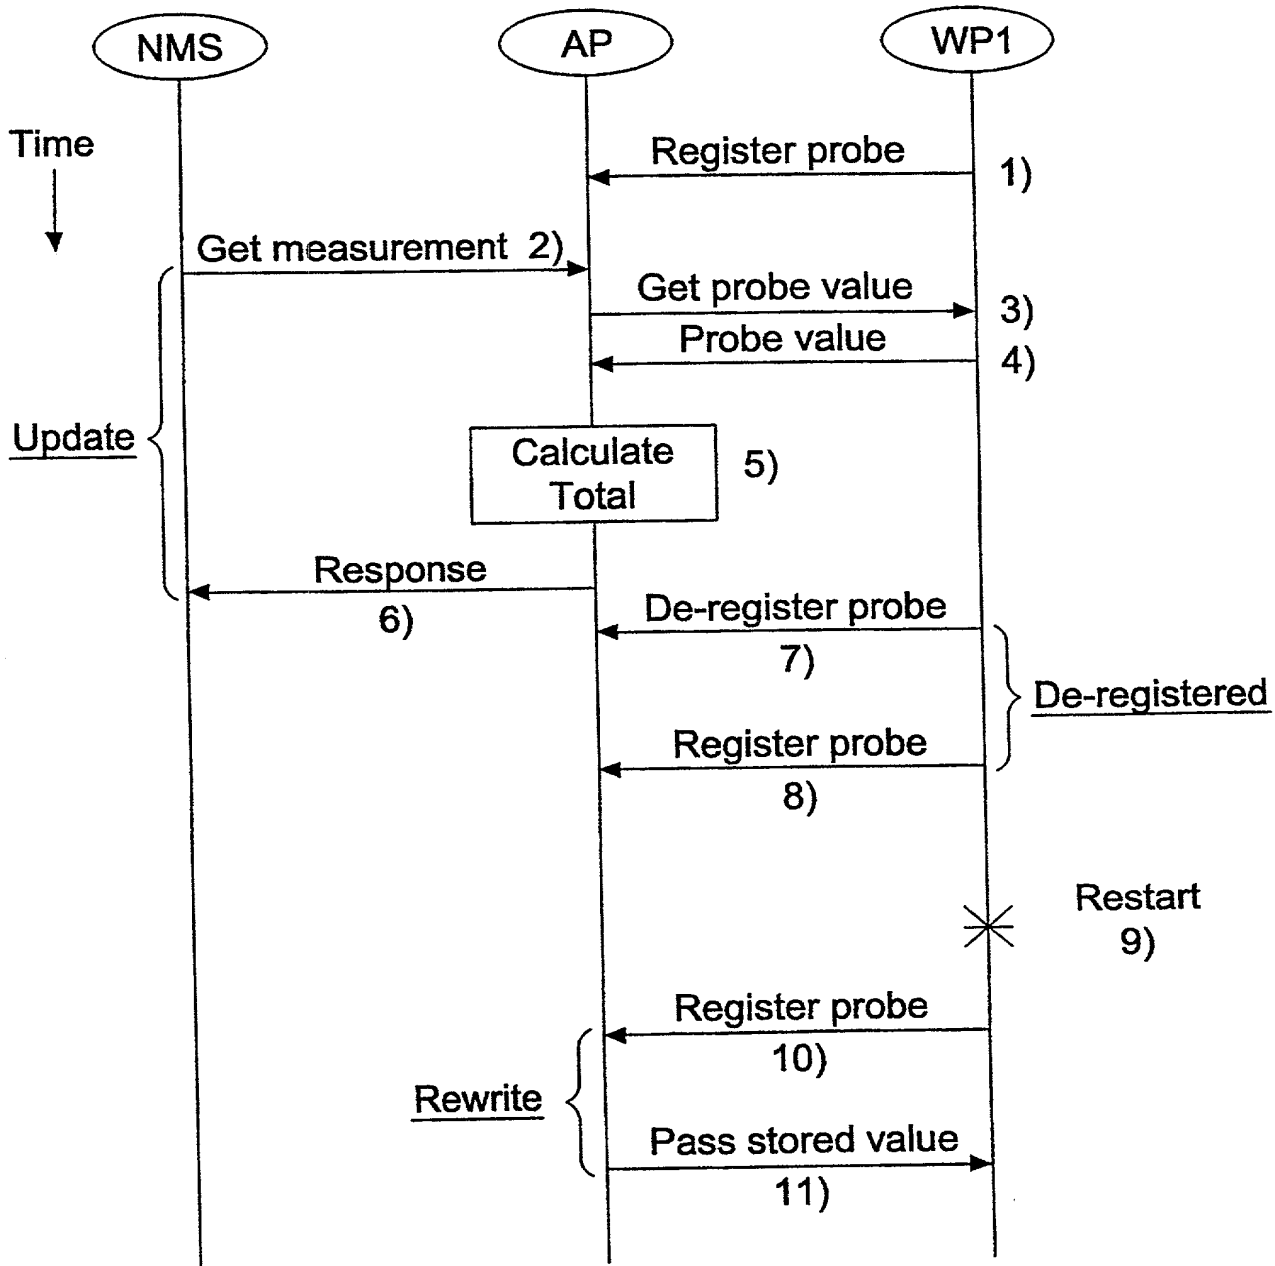 NMS
AP
WP1
Time
Register probe
1)
Get measurement 2)
Get probe value
3)
Probe value
4)
Update
Calculate
Total
5)
Response
6)
De-register probe
7)
De-registered
Register probe
8)
Restart
9)
Register probe
10)
Rewrite
Pass stored value
11)